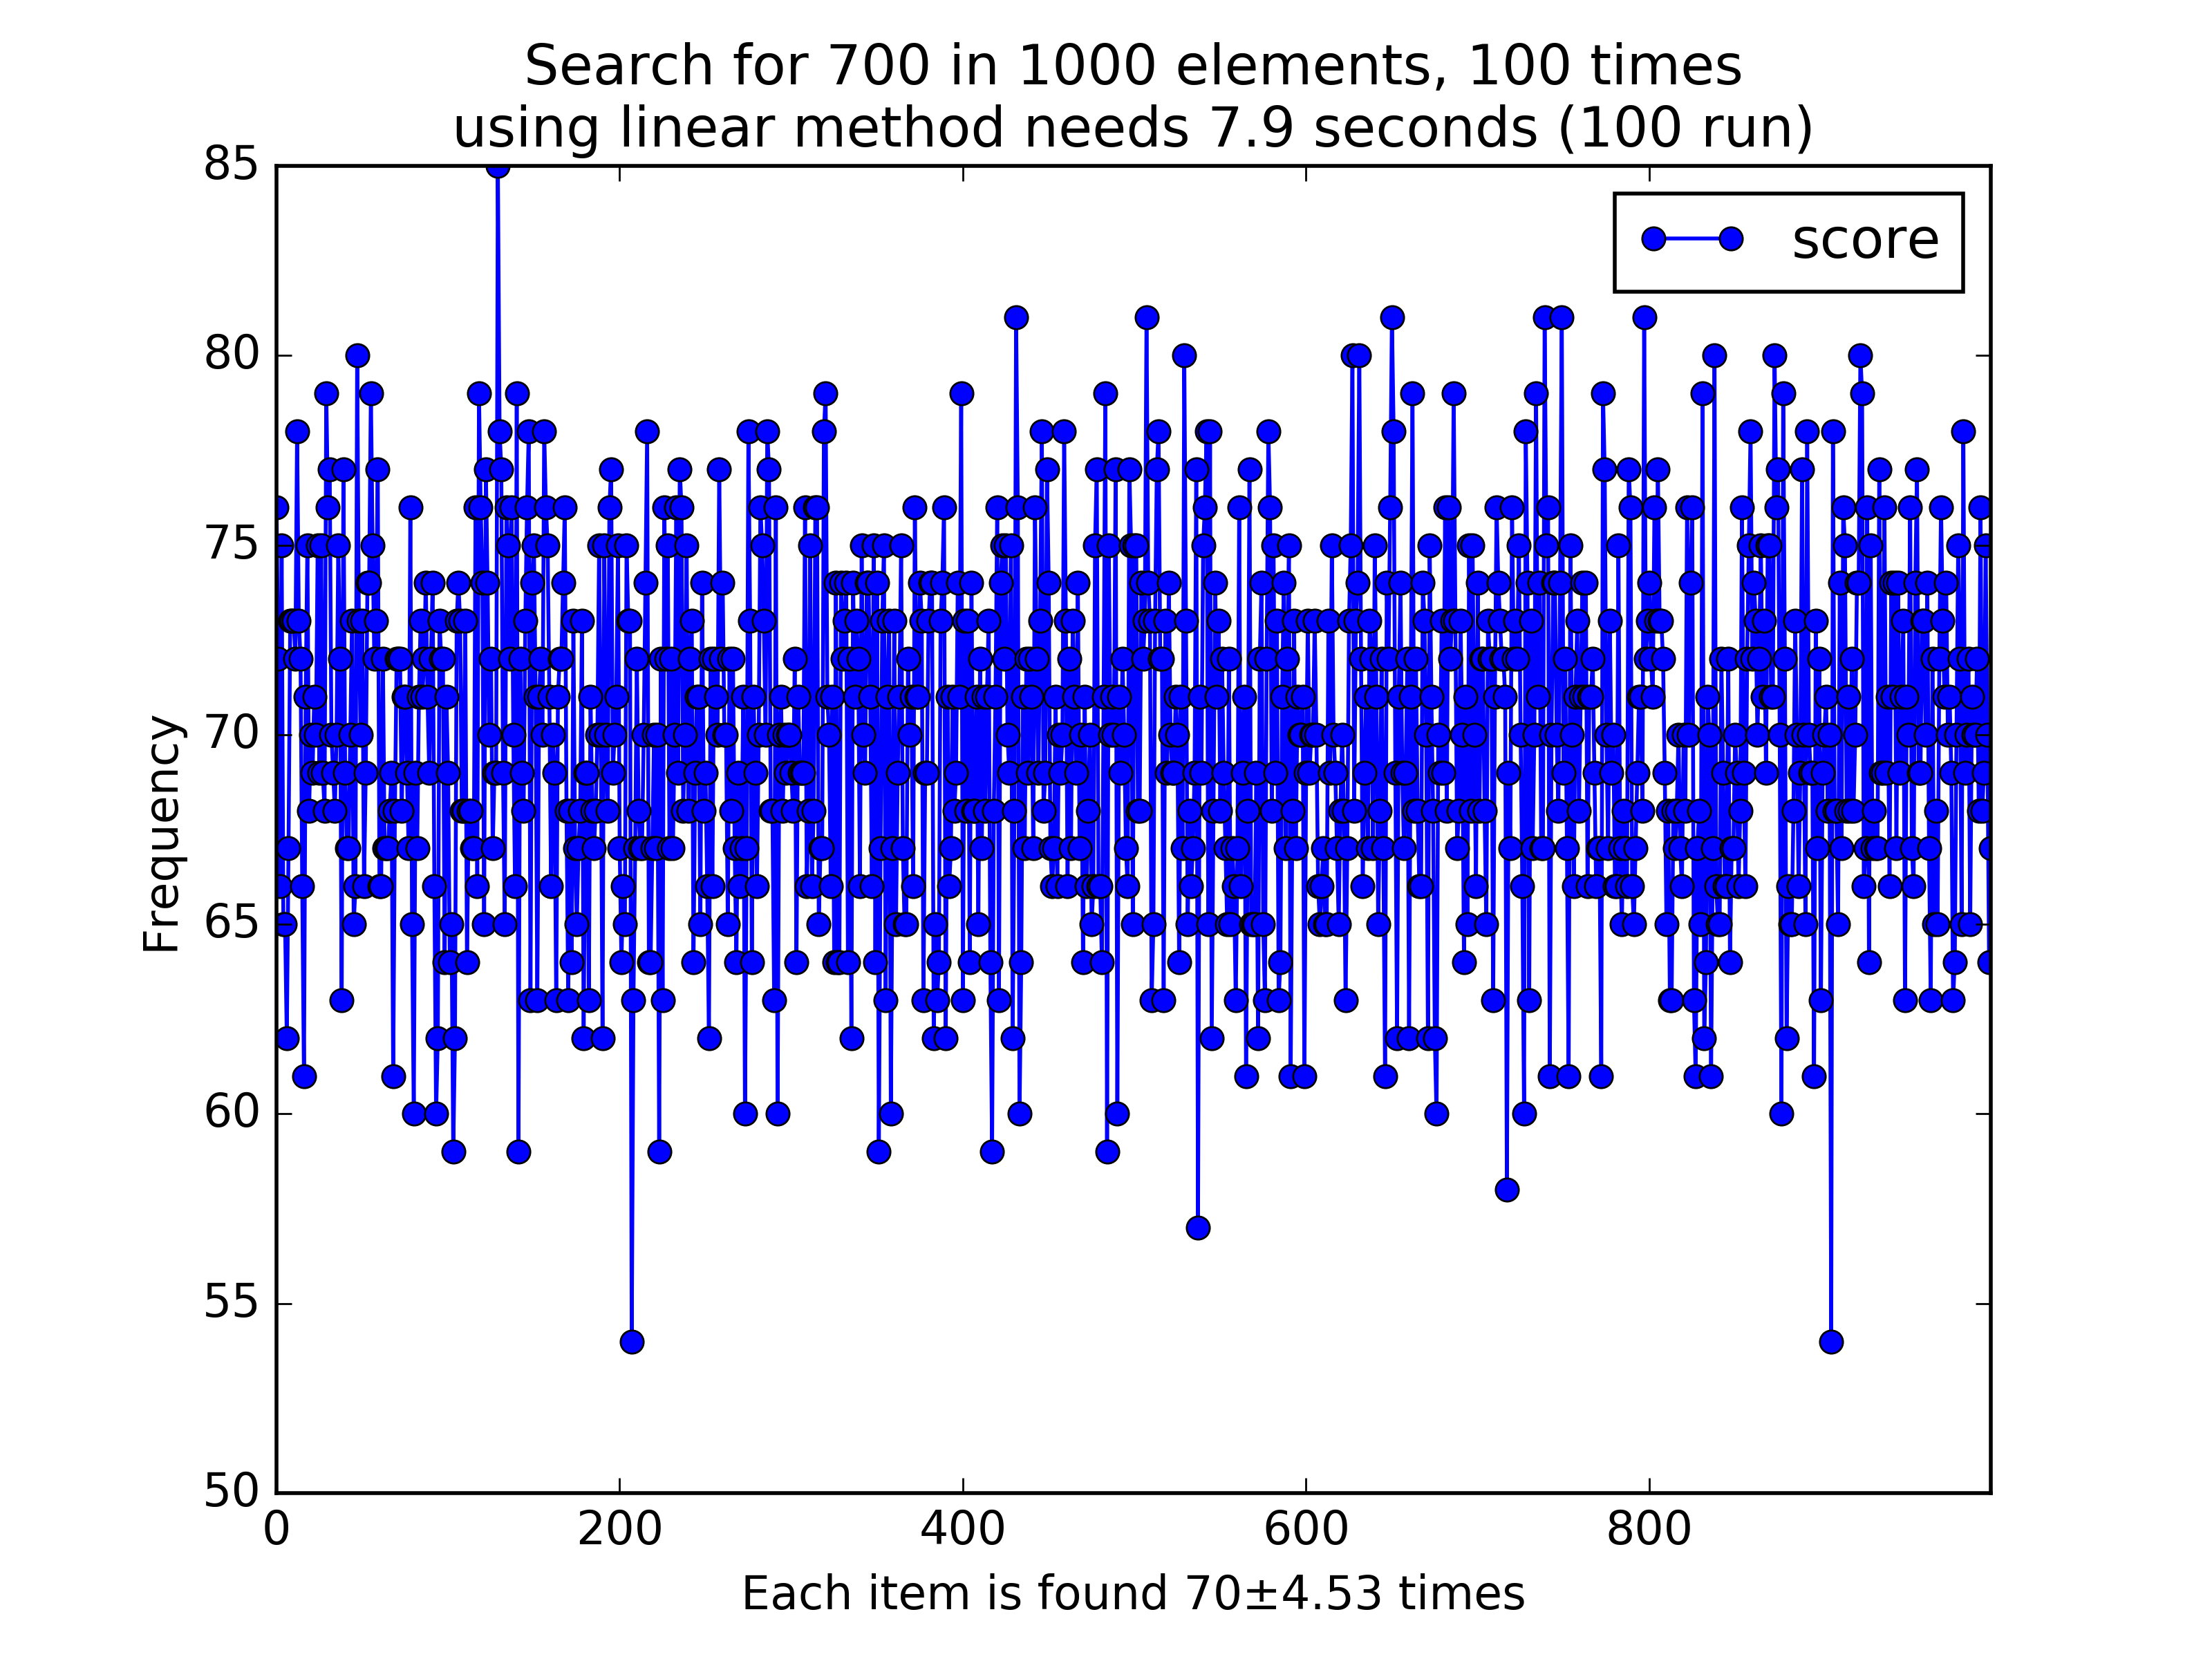 Search for 700 in 1000 elements, 100 times
using linear method needs 7.9 seconds (100 run)
85
score
80
75
70
65
60
55
50
Frequency
0 200 400 600 800
Each item is found 70±4.53 times